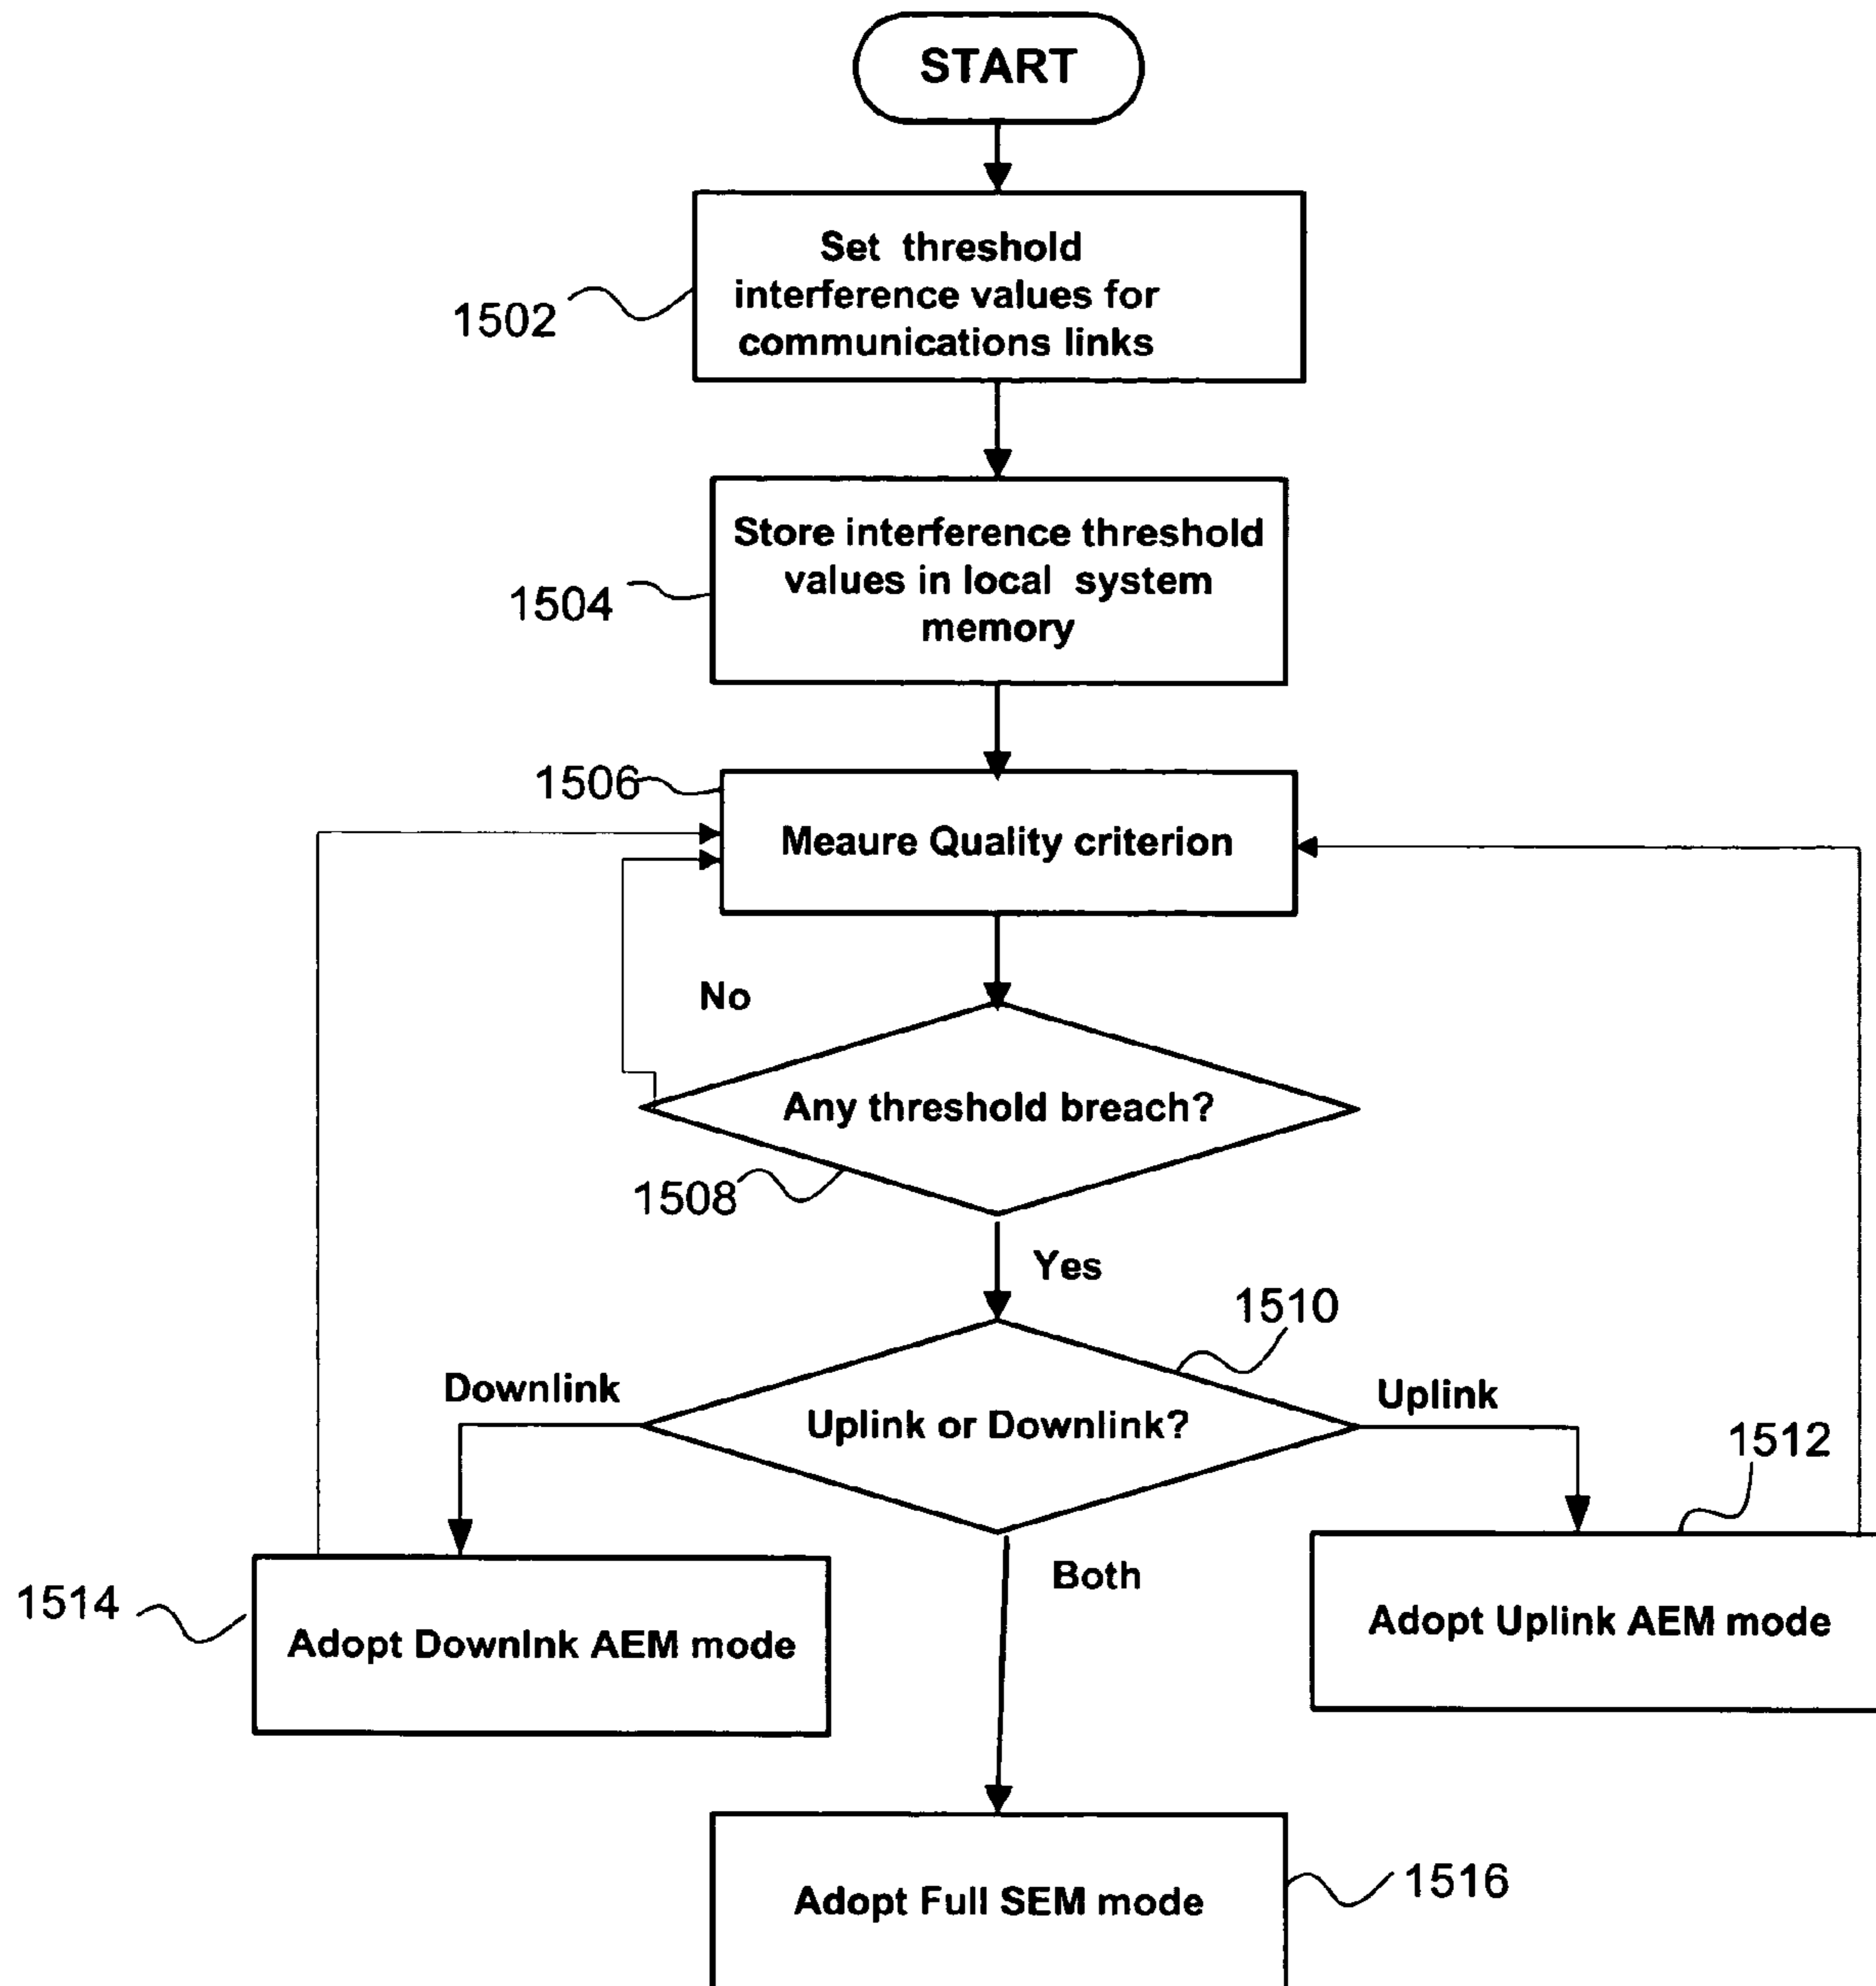 START
Set threshold
interference values for
communications links
1502
Store interference threshold
values in local system
memory
1504
1506
Meaure Quality criterion
No
Any threshold breach?
1508
Yes
1510
Downlink
Uplink
Uplink or Downlink?
1512
Both
1514
Adopt Downlnk AEM mode
Adopt Uplink AEM mode
Adopt Full SEM mode
1516